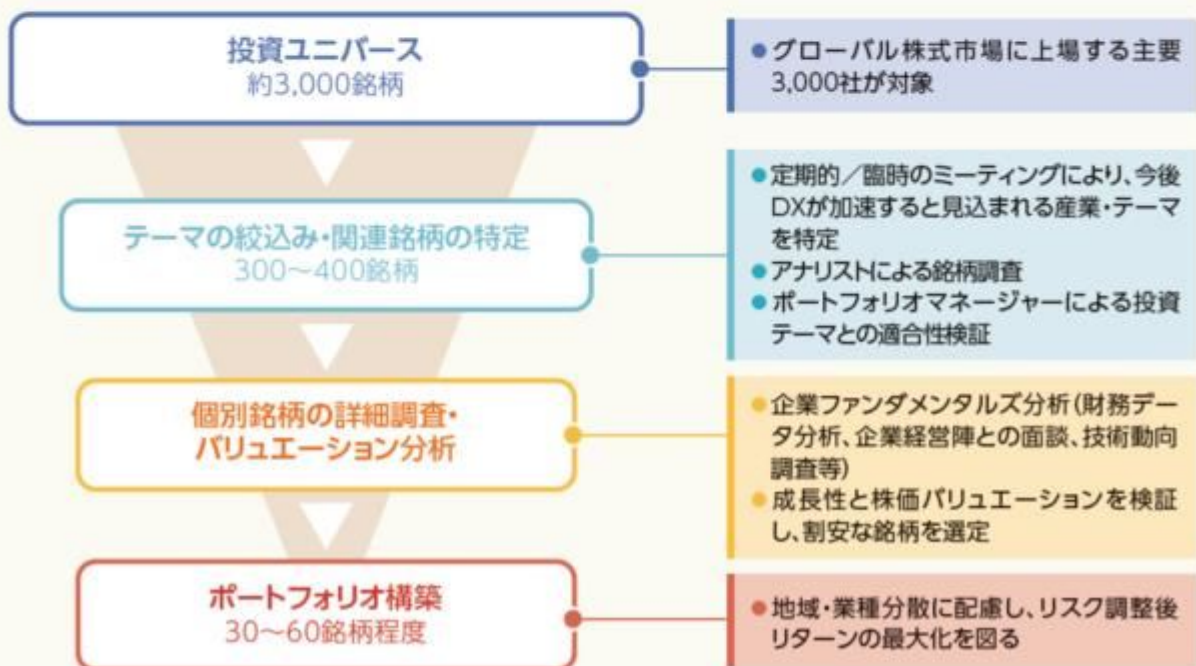 投資ユニバース
約3,000銘柄
●グローバル株式市場に上場する主要
3,000社が対象
テーマの絞込み・関連銘柄の特定
300〜400銘柄
●定期的／臨時のミーティングにより、今後
DXが加速すると見込まれる産業・テーマ
を特定
●アナリストによる銘柄調査
●ポートフォリオマネージャーによる投資
テーマとの適合性検証
個別銘柄の詳細調査・
バリュエーション分析
●企業ファンダメンタルズ分析(財務デー
タ分析、企業経営陣との面談、技術動向
調査等)
●成長性と株価バリュエーションを検証
し、割安な銘柄を選定
ポートフォリオ構築
30〜60銘柄程度
●地域・業種分散に配慮し、リスク調整後
リターンの最大化を図る